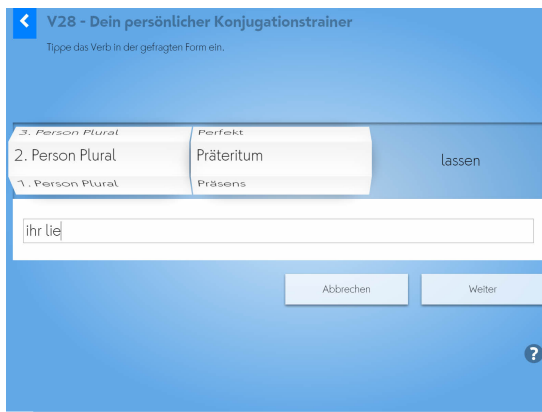 V28 - Dein persönlicher Konjugationstrainer
Tippe das Verb in der gefragten Form ein.
3. Person Plural Perfekt
2. Person Plural Präteritum lassen
1. Person Plural Präsens
ihr lie
Abbrechen Weiter
?